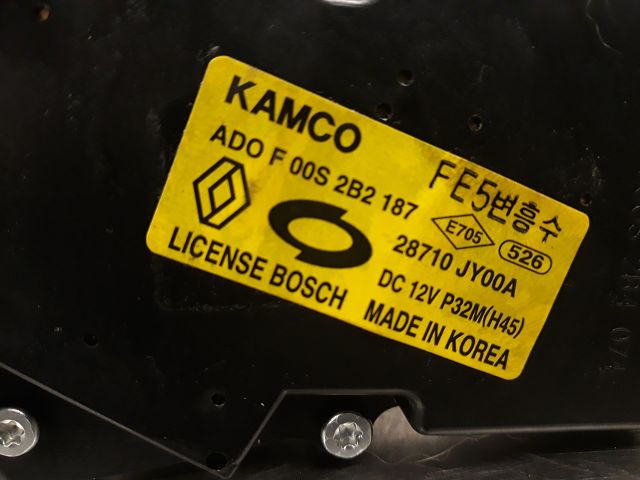 KAMCO
ADO F 00S 2B2 187
FE5변흥수
E705
526
28710 JY00A
DC 12V P32M(H45)
LICENSE BOSCH
MADE IN KOREA